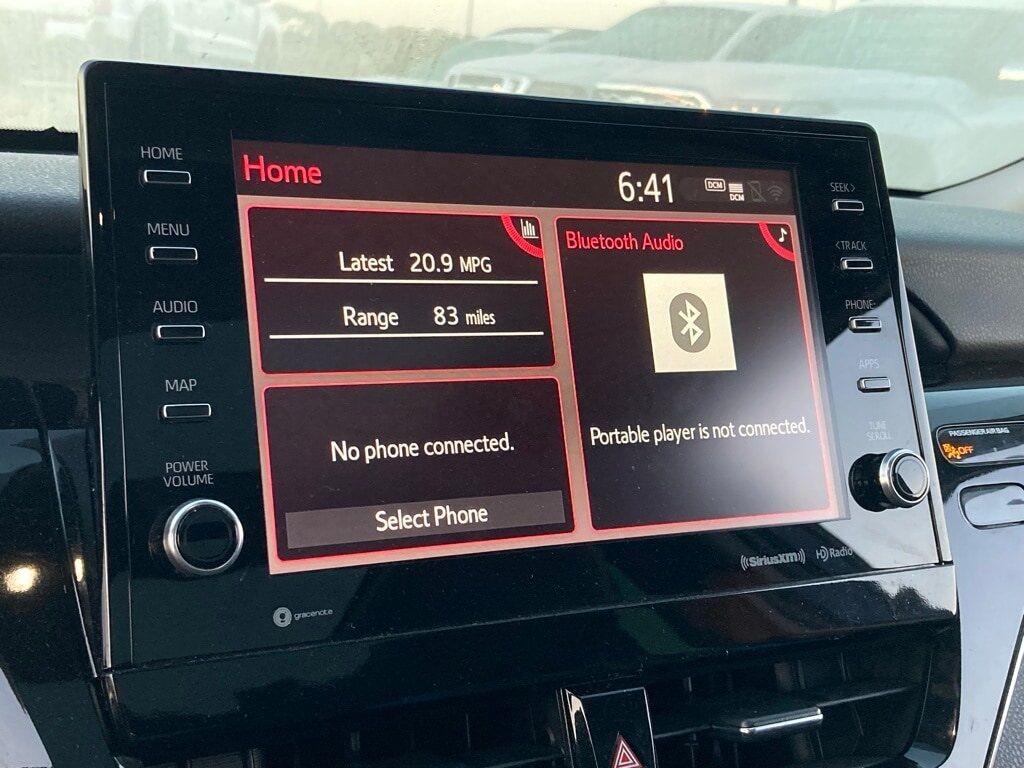 HOME
MENU
AUDIO
MAP
POWER
VOLUME
Home
6:41
DCM
DCM
Latest 20.9 MPG
Range 83 miles
No phone connected.
Select Phone
Bluetooth Audio
Portable player is not connected.
SEEK>
<TRACK
PHONE
APPS
TUNE
SCROLL
PASSENGER AIR BAG
OFF
gracenote
((SiriusXM))
HD Radio